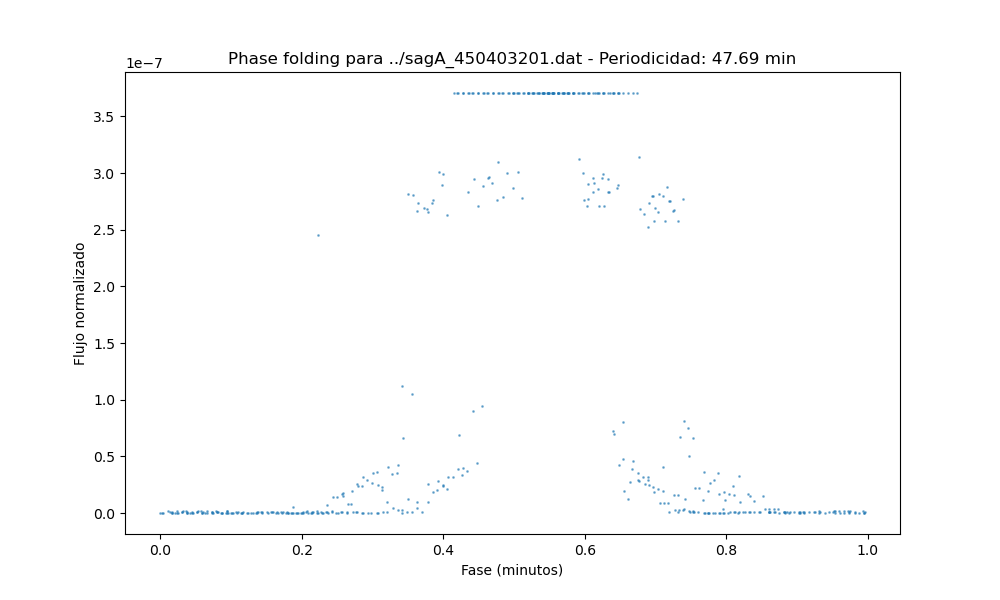 Phase folding para ../sagA_450403201.dat - Periodicidad: 47.69 min
1e−7
3.5
3.0
2.5
2.0
1.5
1.0
0.5
0.0
Flujo normalizado
0.0 0.2 0.4 0.6 0.8 1.0
Fase (minutos)